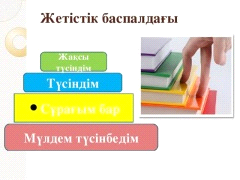 Жетістік баспалдағы
Жақсы
түсіндім
Түсіндім
Сұрағым бар
Мүлдем түсінбедім